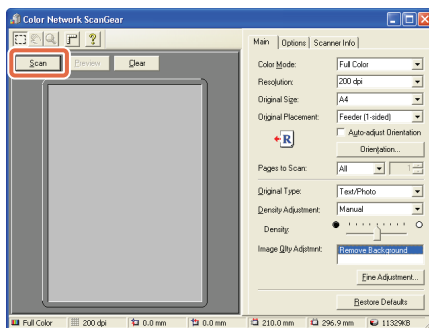 Color Network ScanGear
Scan Preview Clear
Main Options Scanner Info
Color Mode: Full Color
Resolution: 200 dpi
Original Size: A4
Original Placement: Feeder (1-sided)
R
Auto-adjust Orientation
Orientation...
Pages to Scan: All 1
Original Type: Text/Photo
Density Adjustment: Manual
Density:
Image Qlty Adjstmnt: Remove Background
Fine Adjustment...
Restore Defaults
Full Color 200 dpi 0.0 mm 0.0 mm 210.0 mm 296.9 mm 11329KB